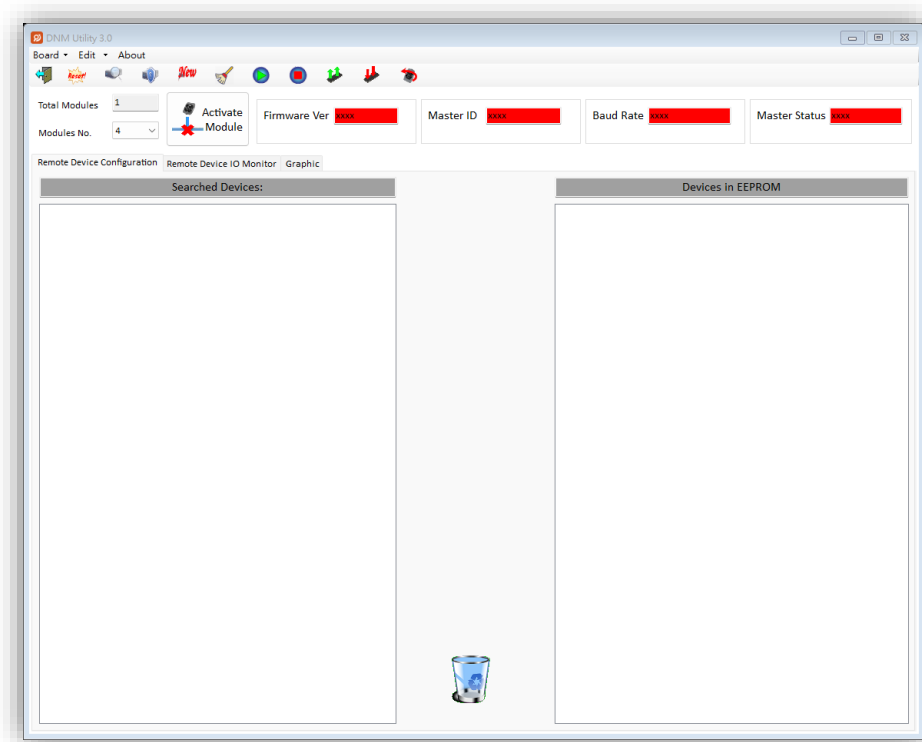 DNM Utility 3.0
Board Edit About
Reset! New
Total Modules 1
Modules No. 4
Activate
Module
Firmware Ver xxxx
Master ID xxxx
Baud Rate xxxx
Master Status xxxx
Remote Device Configuration Remote Device IO Monitor Graphic
Searched Devices: Devices in EEPROM